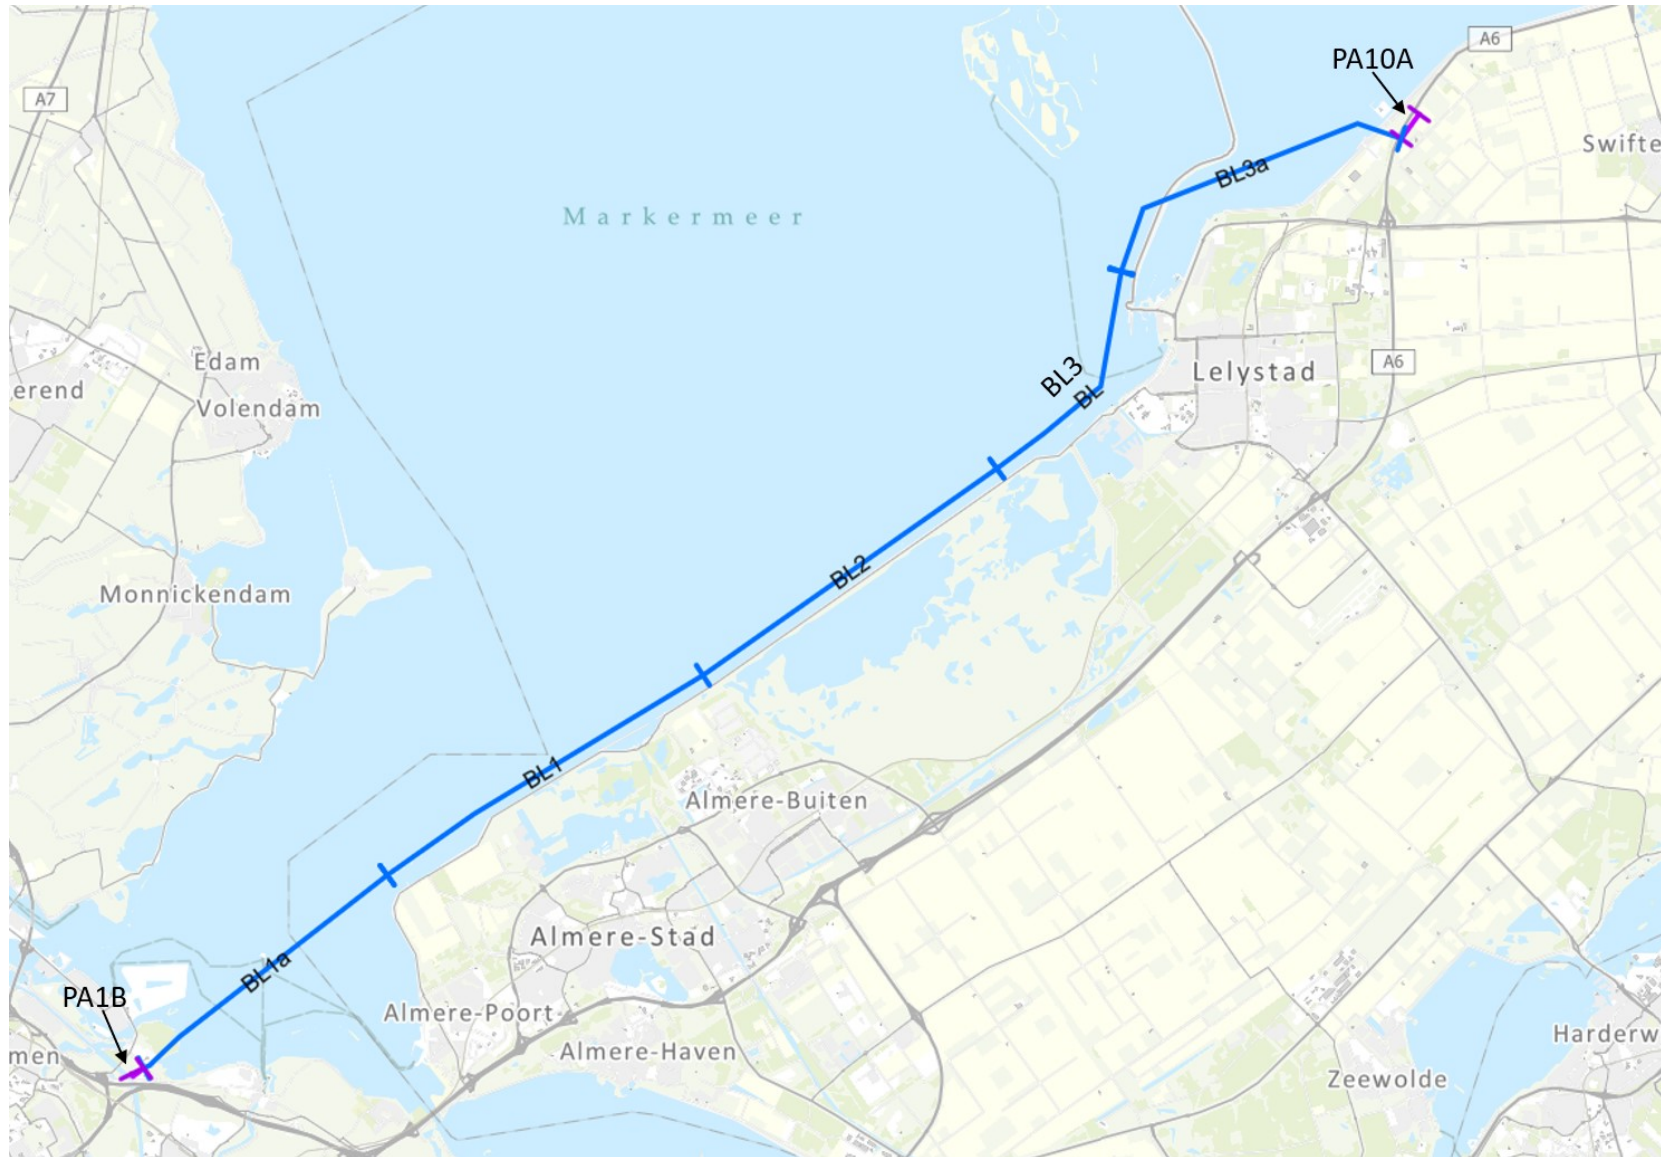 A6
PA10A
A7
Swifte
BL3a
Markermeer
Edam
BL3
BL
Lelystad
A6
erend
Volendam
BL2
Monnickendam
BL1
Almere-Buiten
Almere-Stad
BL1a
PA1B
Almere-Poort
Almere-Haven
men
Harderw
Zeewolde